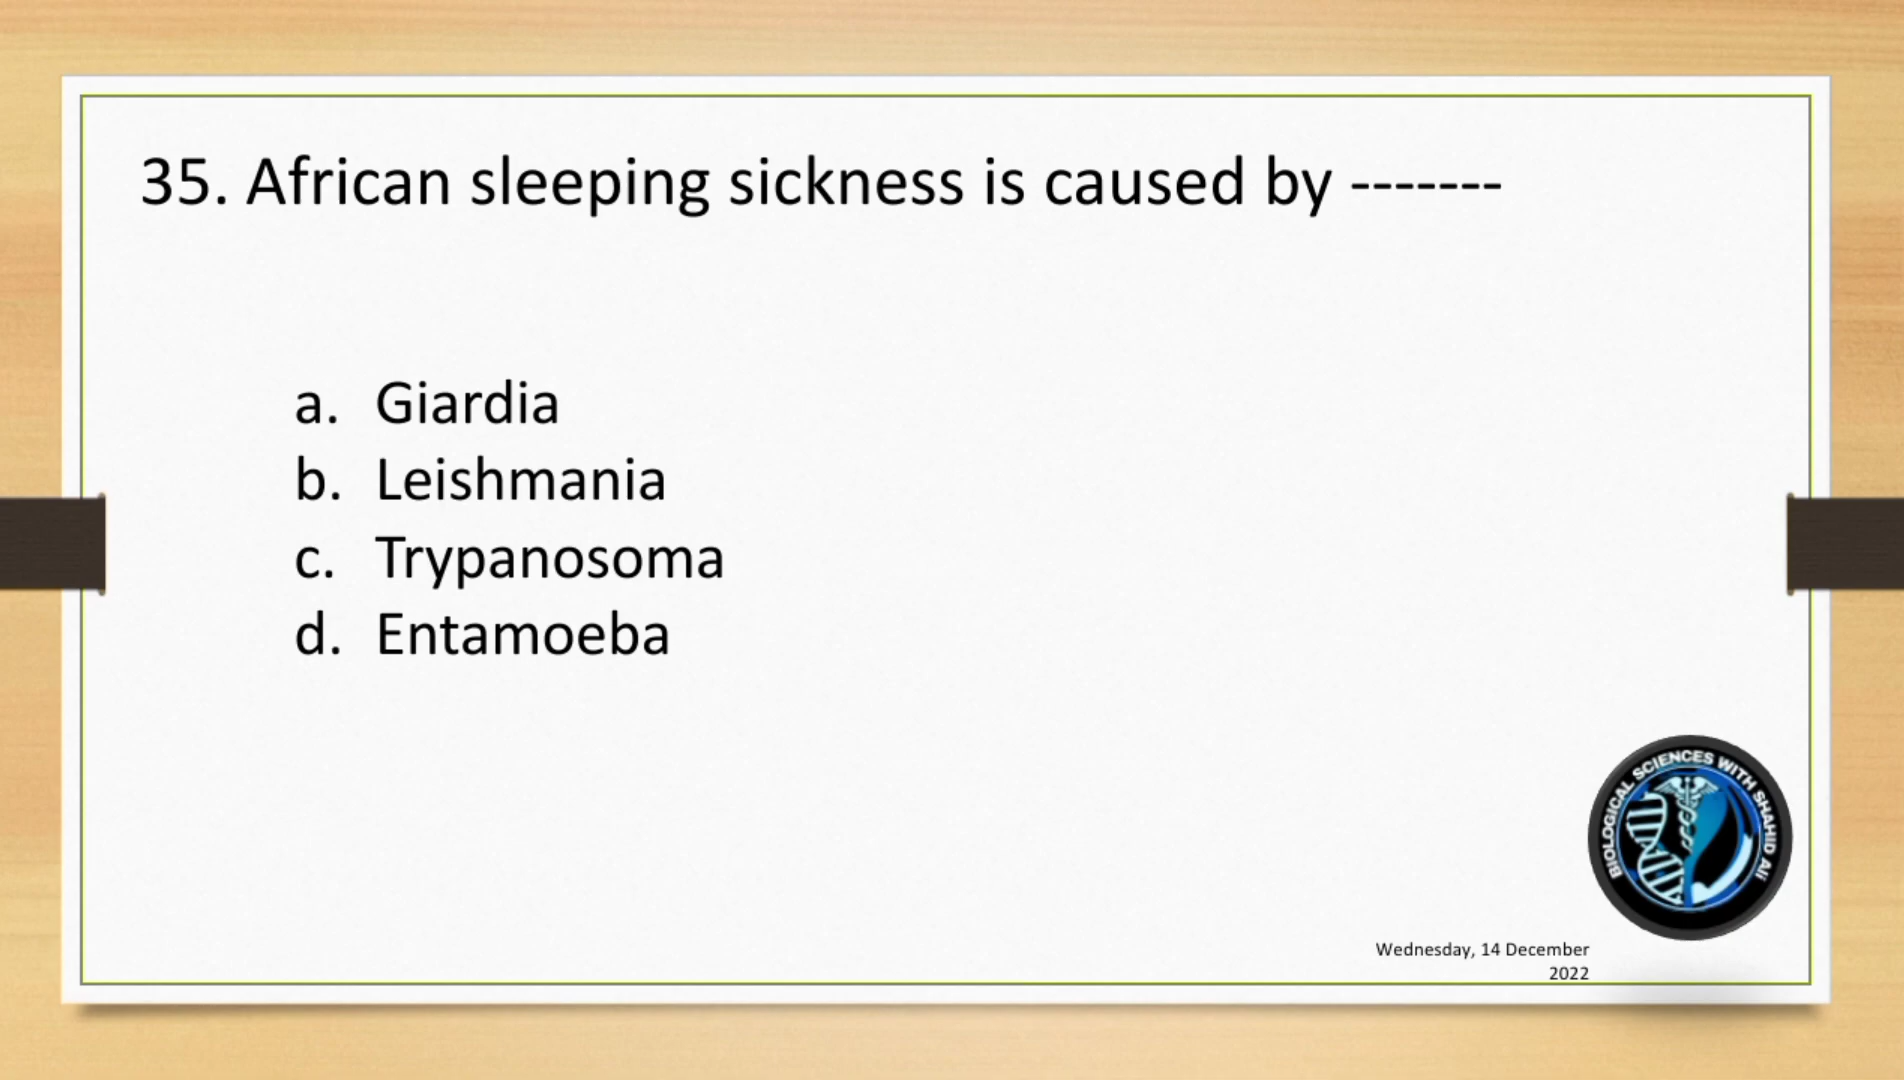 35. African sleeping sickness is caused by -------
a. Giardia
b. Leishmania
c. Trypanosoma
d. Entamoeba
BIOLOGICAL SCIENCES WITH SHAHID Ali
Wednesday, 14 December
2022